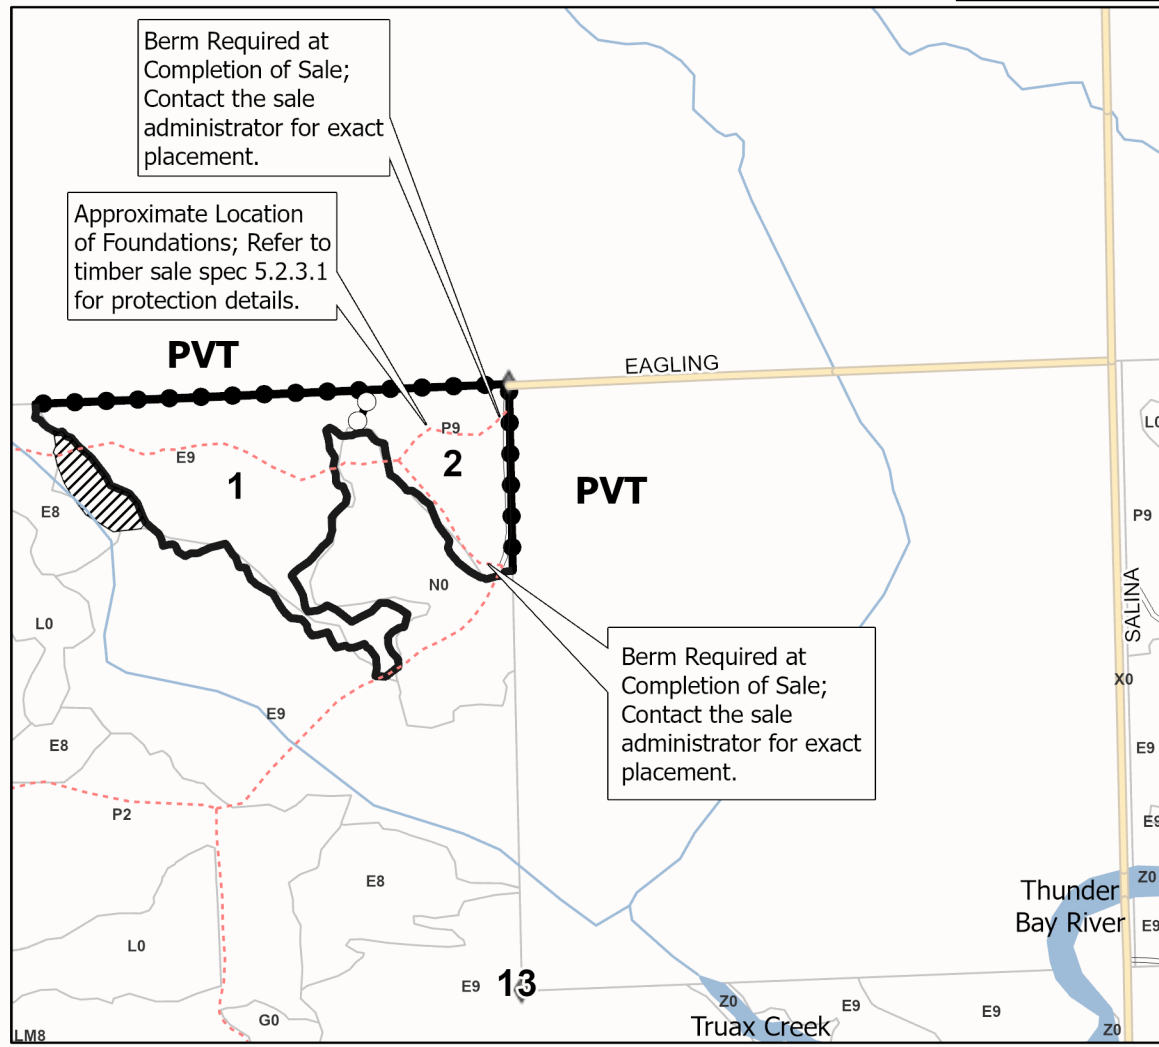 Berm Required at
Completion of Sale;
Contact the sale
administrator for exact
placement.
Approximate Location
of Foundations; Refer to
timber sale spec 5.2.3.1
for protection details.
PVT
EAGLING
P9
E9
1
2
PVT
L0
E8
P9
N0
L0
SALINA
Berm Required at
Completion of Sale;
Contact the sale
administrator for exact
placement.
X0
E9
E8
E9
P2
E9
E8
Z0
Thunder
Bay River
E9
L0
E9
13
Z0
E9
E9
G0
Truax Creek
Z0
LM8